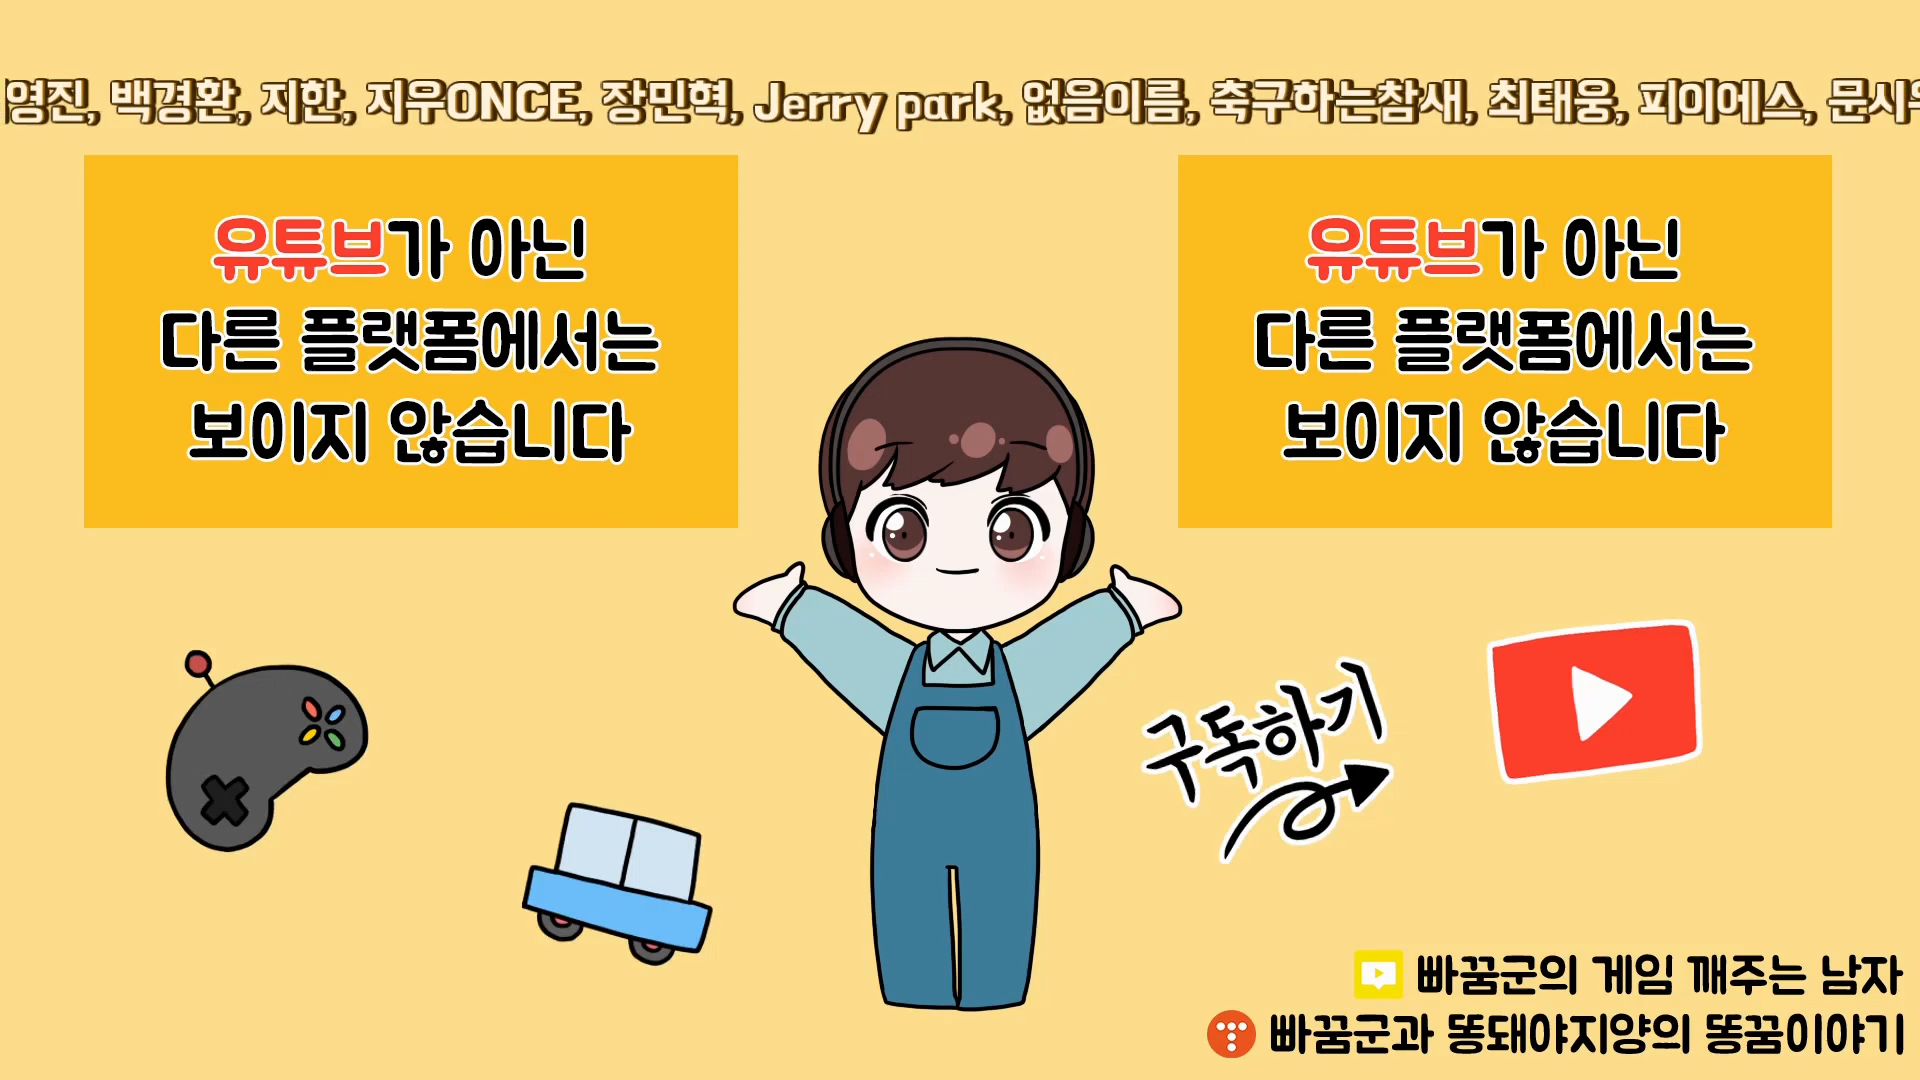 영진, 백경환, 지한, 지우ONCE, 장민혁, Jerry park, 없음이름, 축구하는참새, 최태웅, 피이에스, 문시
유튜브가 아닌
다른 플랫폼에서는
보이지 않습니다
유튜브가 아닌
다른 플랫폼에서는
보이지 않습니다
구독하기
빠꿈군의 게임 깨주는 남자
빠꿈군과 똥돼야지양의 똥꿈이야기